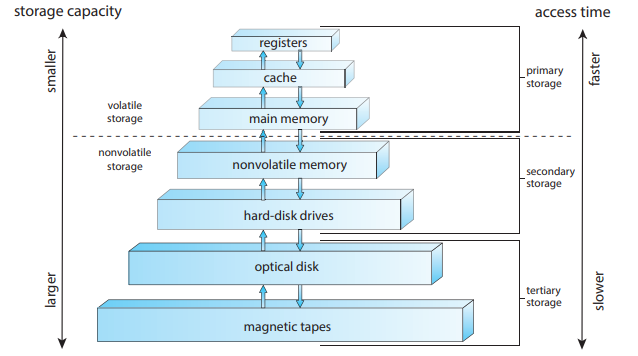 storage capacity
access time
smaller
faster
registers
cache
primary
storage
volatile
storage
main memory
nonvolatile
storage
nonvolatile memory
secondary
storage
hard-disk drives
optical disk
larger
slower
tertiary
storage
magnetic tapes